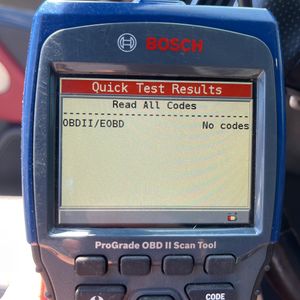 BOSCH
Quick Test Results
Read All Codes
OBDII/EOBD No codes
ProGrade OBD II Scan Tool
CODE